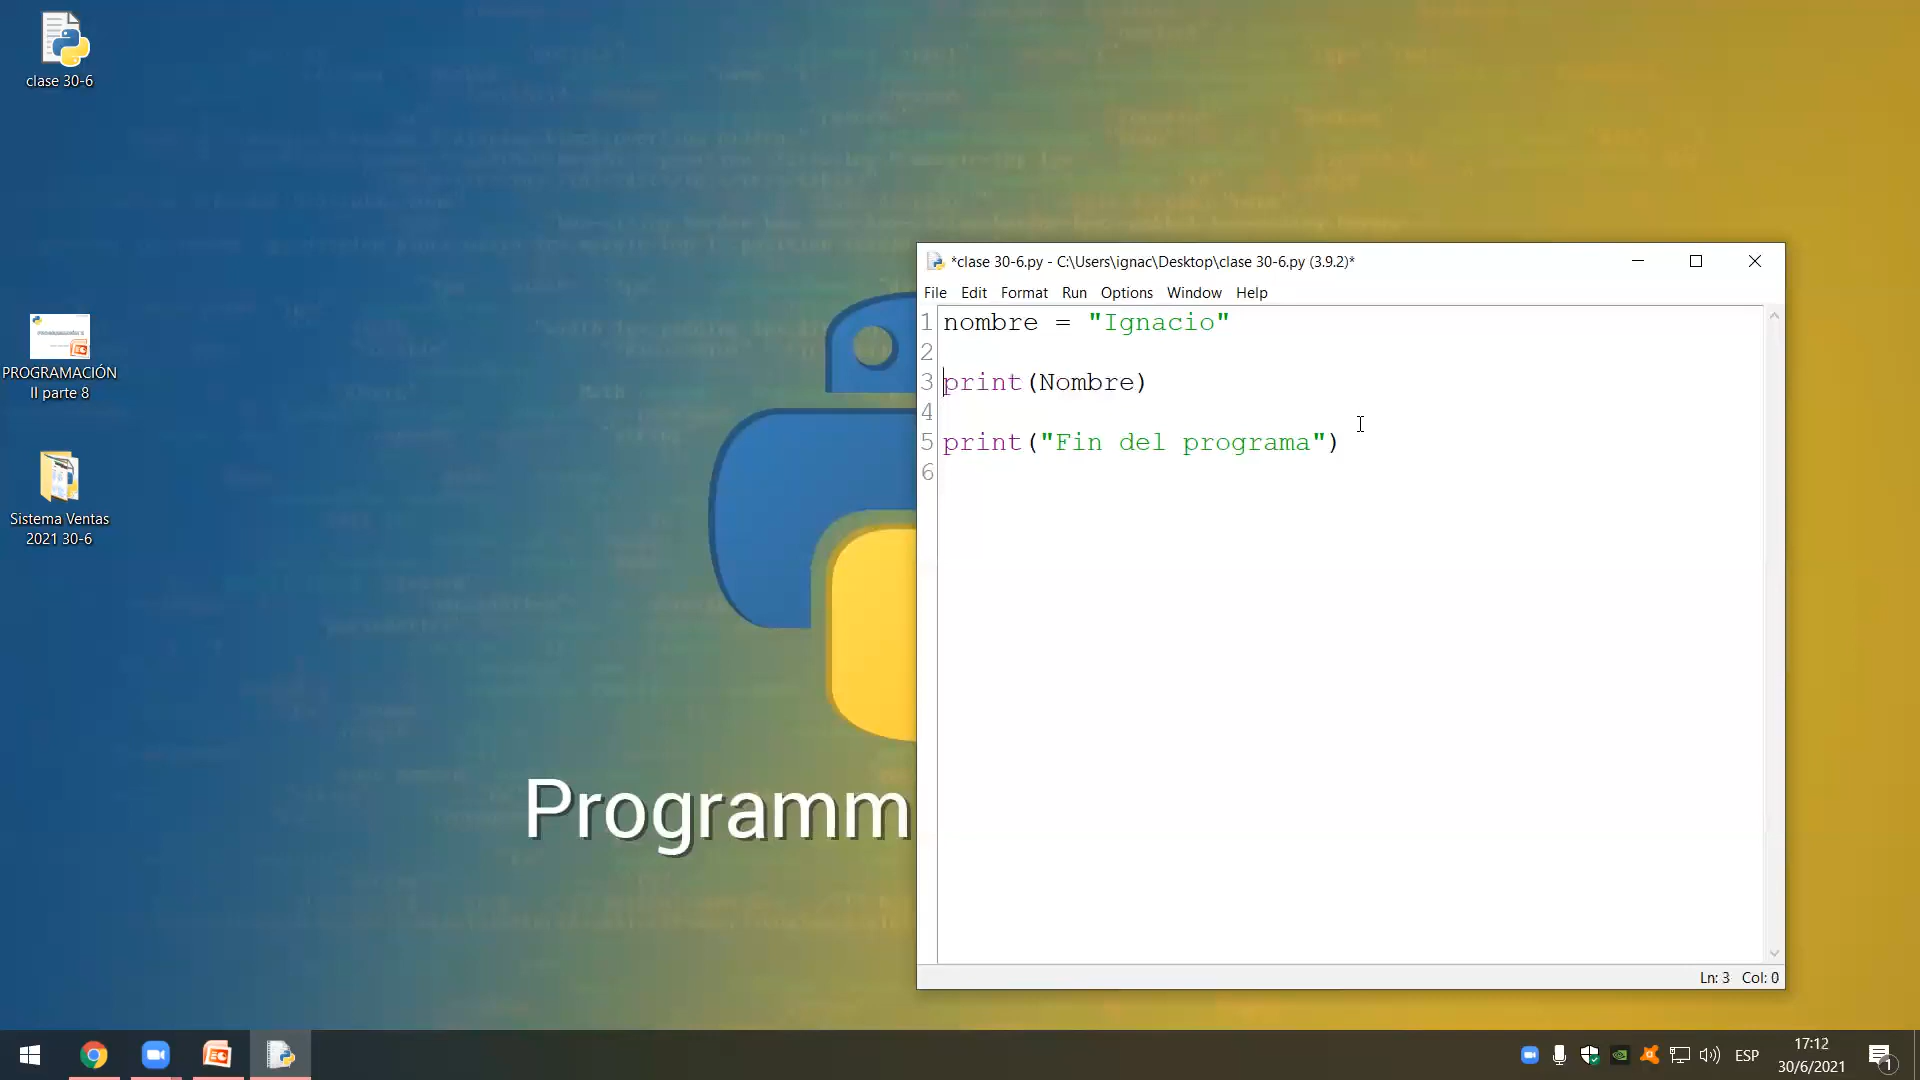 clase 30-6
PROGRAMACIÓN
II parte 8
Sistema Ventas
2021 30-6
Programm
*clase 30-6.py - C:\Users\ignac\Desktop\clase 30-6.py (3.9.2)*
File Edit Format Run Options Window Help
1 nombre = "Ignacio"
2
3 print(Nombre)
4
5 print("Fin del programa")
6
Ln: 3 Col: 0
ESP
17:12
30/6/2021
1